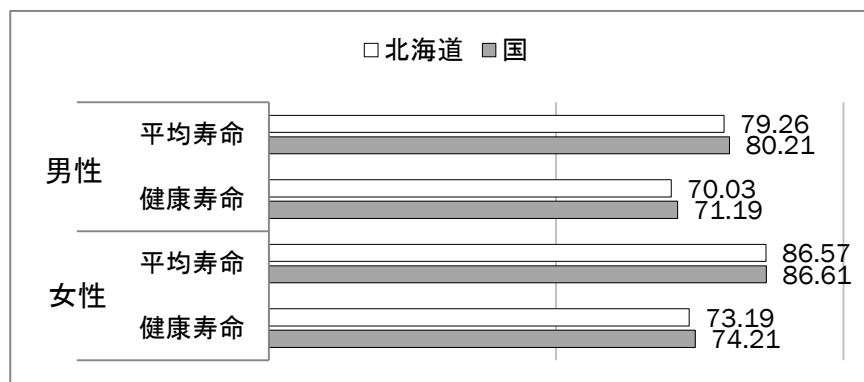 北海道 国
男性
平均寿命 79.26
80.21
健康寿命 70.03
71.19
女性
平均寿命 86.57
86.61
健康寿命 73.19
74.21